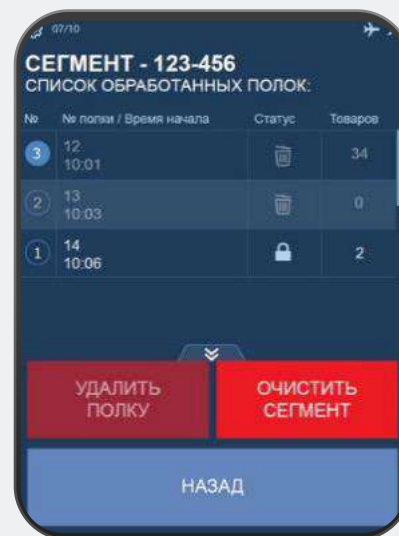 07/10
СЕГМЕНТ - 123-456
СПИСОК ОБРАБОТАННЫХ ПОЛОК:
№ № полки / Время начала Статус Товаров
3 12 34
10:01
2 13 0
10:03
1 14 2
10:06
УДАЛИТЬ ОЧИСТИТЬ
ПОЛКУ СЕГМЕНТ
НАЗАД